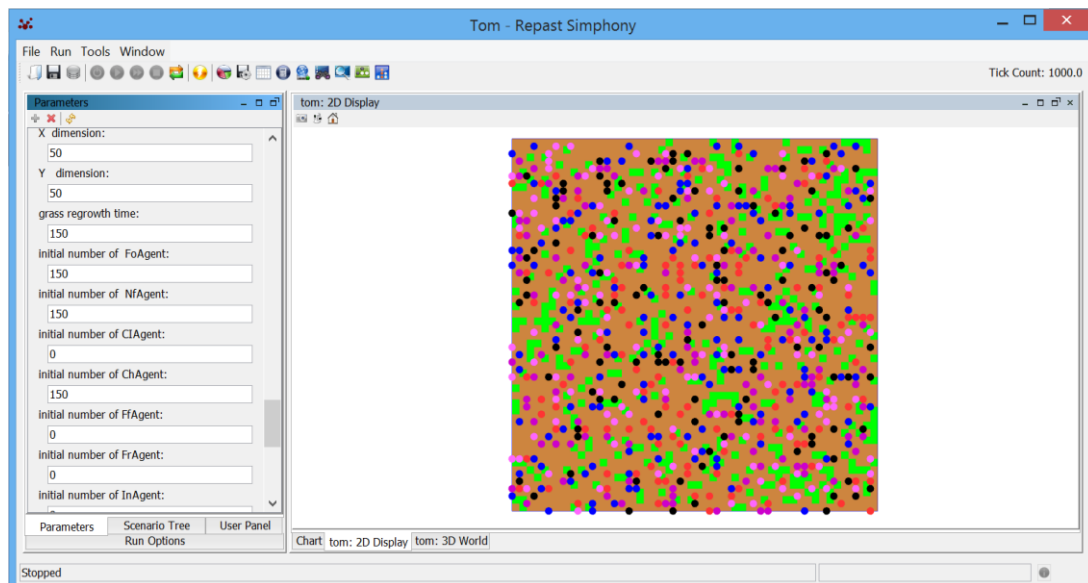 Tom - Repast Simphony
File Run Tools Window
Tick Count: 1000.0
Parameters
X dimension:
50
Y dimension:
50
grass regrowth time:
150
initial number of FoAgent:
150
initial number of NfAgent:
150
initial number of CIAgent:
0
initial number of ChAgent:
150
initial number of FfAgent:
0
initial number of FrAgent:
0
initial number of InAgent:
Parameters Scenario Tree User Panel
Run Options
tom: 2D Display
Chart tom: 2D Display tom: 3D World
Stopped